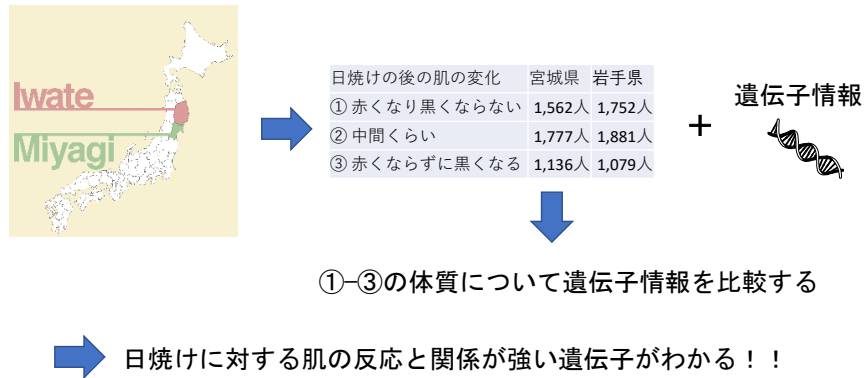 Iwate
Miyagi
日焼けの後の肌の変化 宮城県 岩手県
① 赤くなり黒くならない 1,562人 1,752人
② 中間くらい 1,777人 1,881人
③ 赤くならずに黒くなる 1,136人 1,079人
+
遺伝子情報
①-③の体質について遺伝子情報を比較する
日焼けに対する肌の反応と関係が強い遺伝子がわかる！！